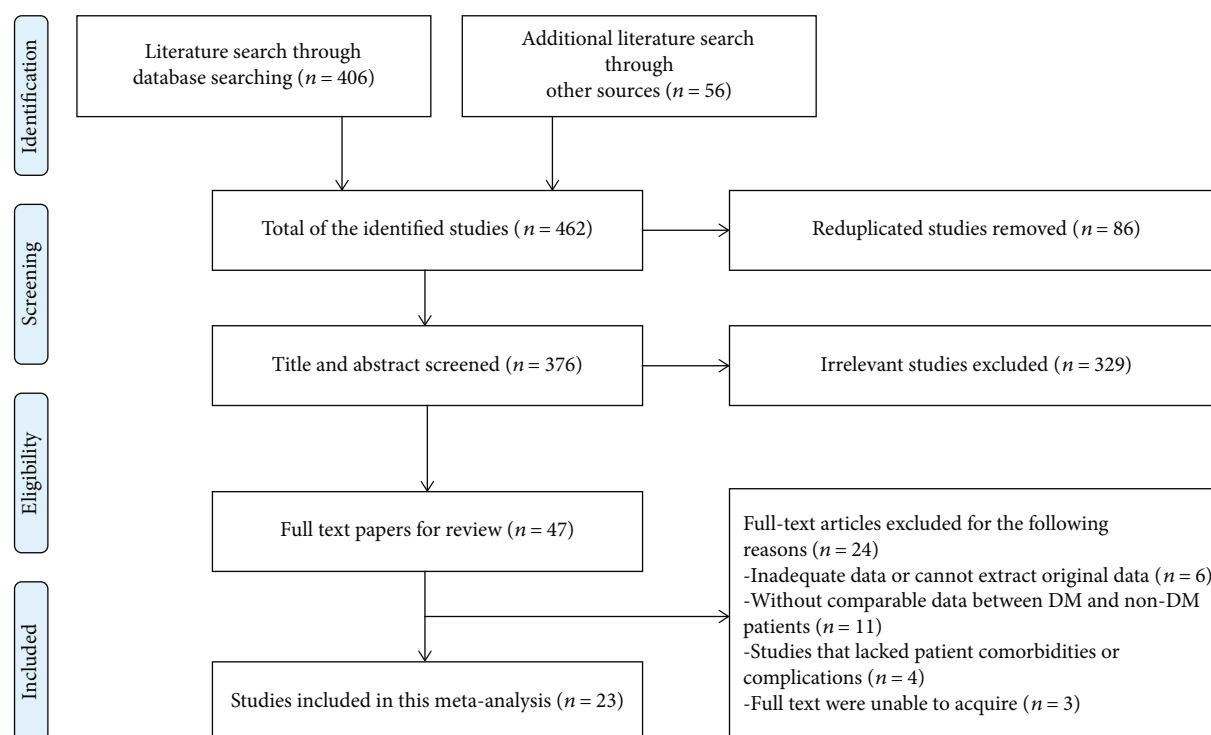 Identification
Literature search through
database searching (n = 406)
Additional literature search
through
other sources (n = 56)
Screening
Total of the identified studies (n = 462)
Reduplicated studies removed (n = 86)
Title and abstract screened (n = 376)
Irrelevant studies excluded (n = 329)
Eligibility
Full text papers for review (n = 47)
Full-text articles excluded for the following
reasons (n = 24)
-Inadequate data or cannot extract original data (n = 6)
-Without comparable data between DM and non-DM
patients (n = 11)
-Studies that lacked patient comorbidities or
complications (n = 4)
-Full text were unable to acquire (n = 3)
Included
Studies included in this meta-analysis (n = 23)